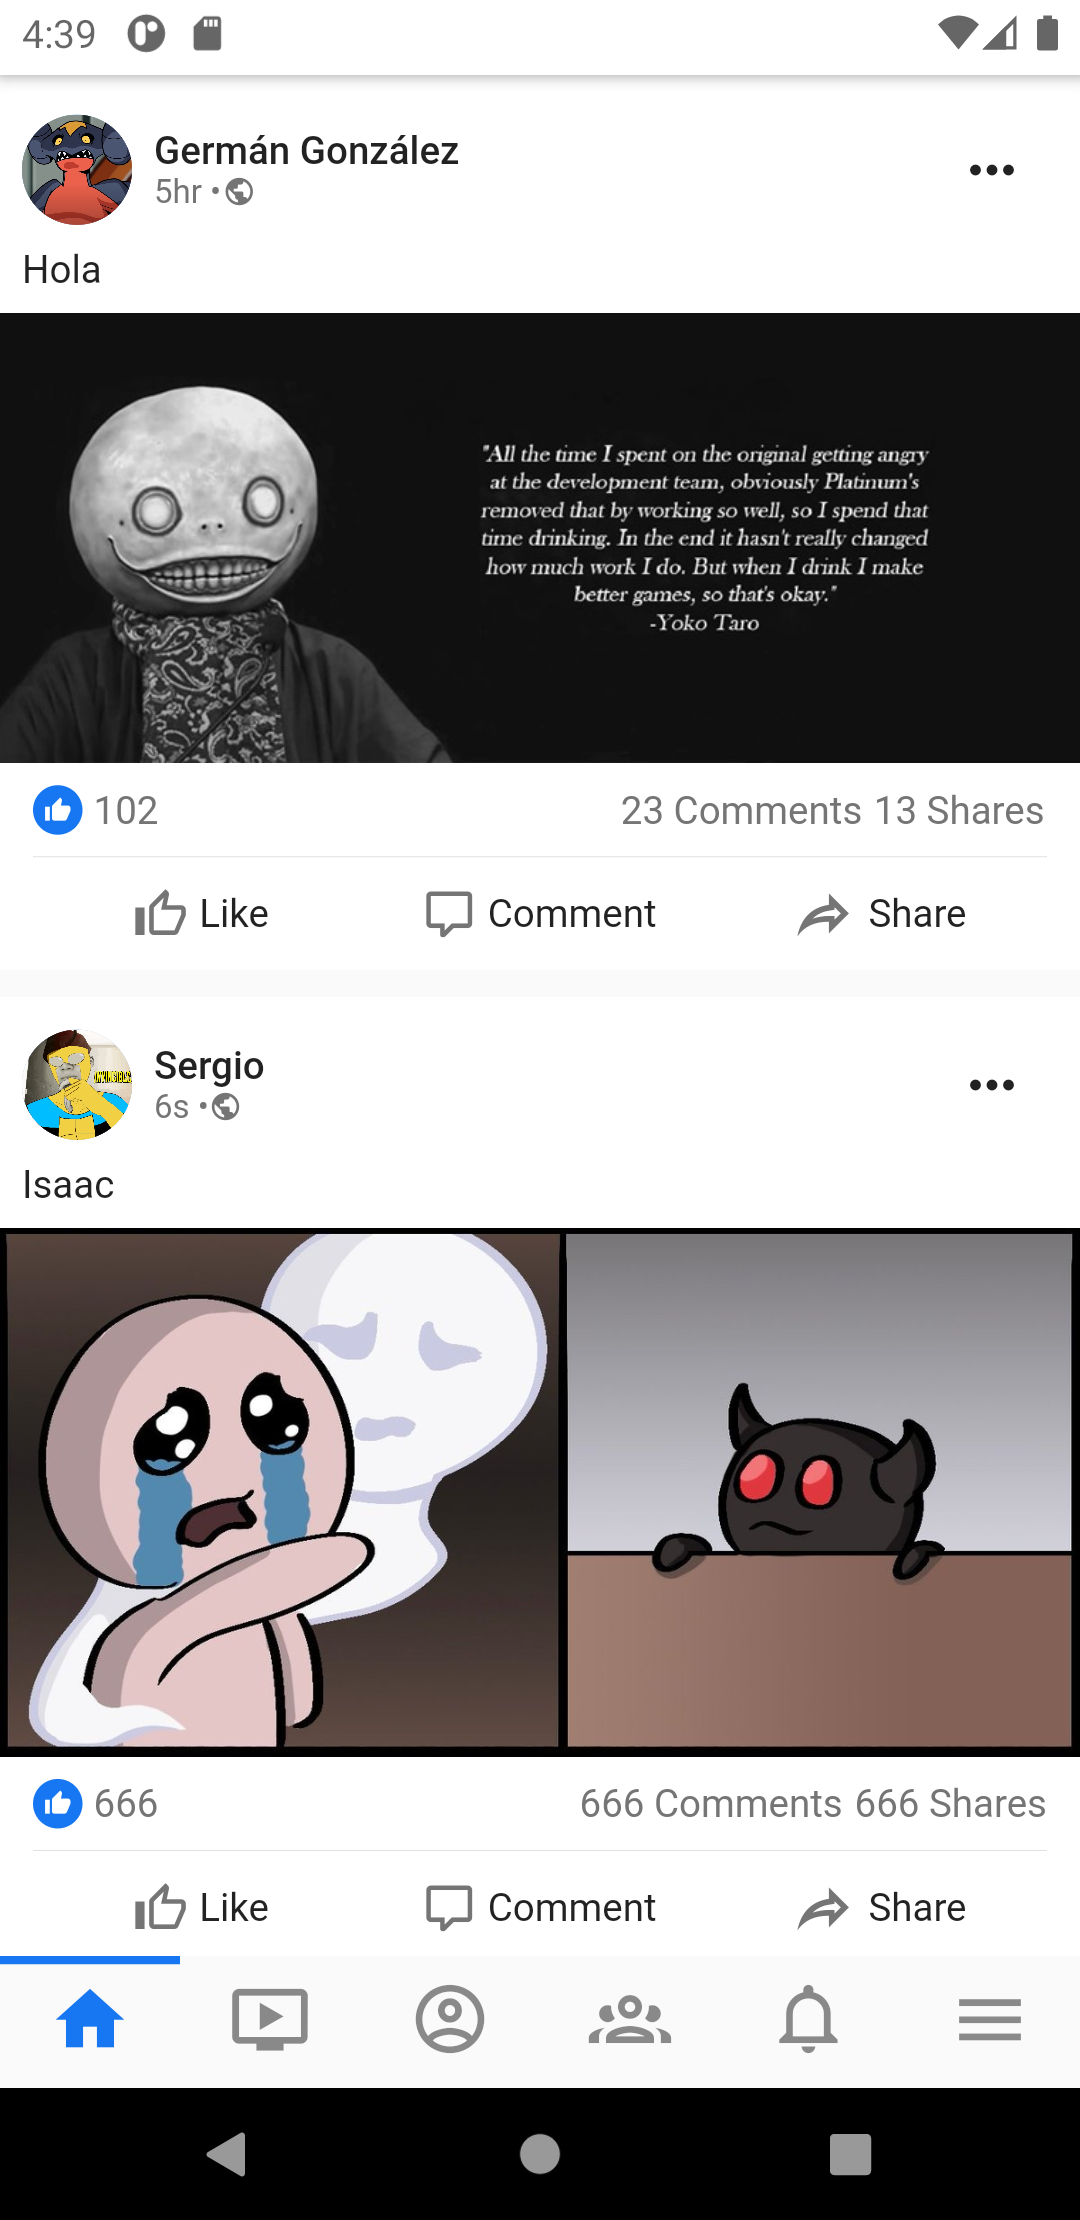 4:39
Germán González
5hr •
Hola
"All the time I spent on the original getting angry
at the development team, obviously Platinum's
removed that by working so well, so I spend that
time drinking. In the end it hasn't really changed
how much work I do. But when I drink I make
better games, so that's okay."
-Yoko Taro
102 23 Comments 13 Shares
Like Comment Share
Sergio
6s •
Isaac
666 666 Comments 666 Shares
Like Comment Share